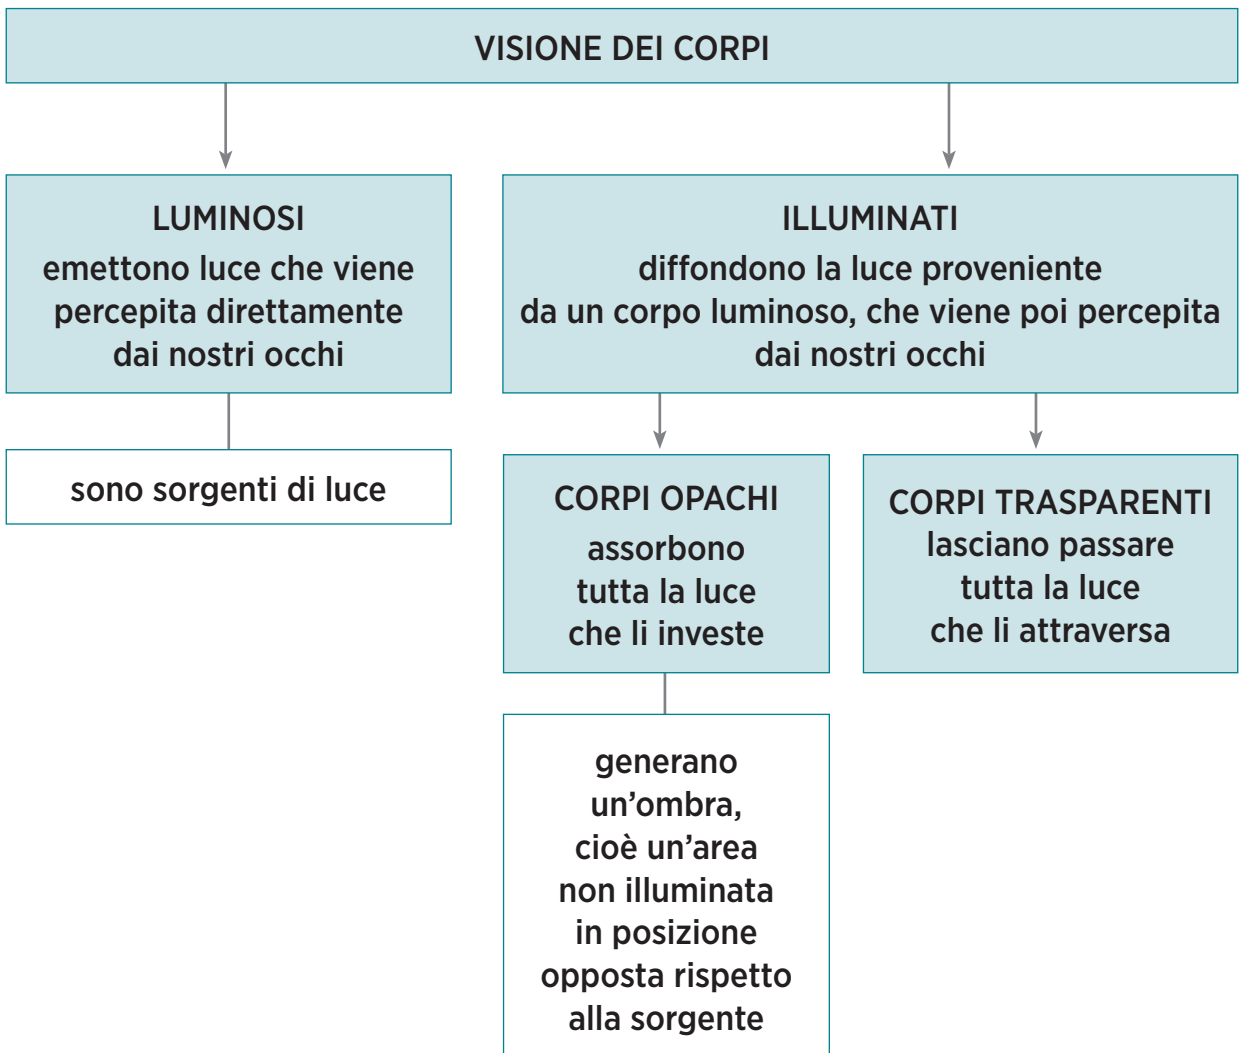 VISIONE DEI CORPI
LUMINOSI
emettono luce che viene
percepita direttamente
dai nostri occhi
ILLUMINATI
diffondono la luce proveniente
da un corpo luminoso, che viene poi percepita
dai nostri occhi
sono sorgenti di luce
CORPI OPACHI
assorbono
tutta la luce
che li investe
CORPI TRASPARENTI
lasciano passare
tutta la luce
che li attraversa
generano
un’ombra,
cioè un’area
non illuminata
in posizione
opposta rispetto
alla sorgente